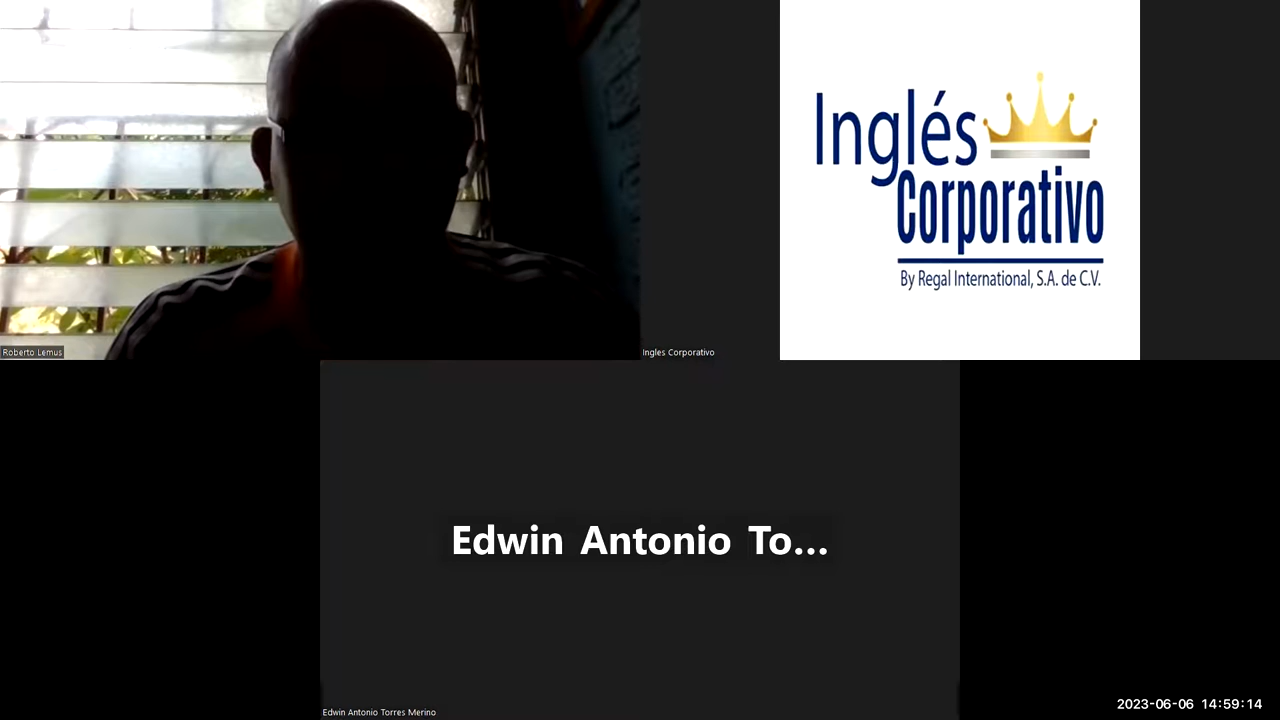 Inglés
Corporativo
By Regal International, S.A. de C.V.
Roberto Lemus
Ingles Corporativo
Edwin Antonio To...
Edwin Antonio Torres Merino
2023-06-06 14:59:14